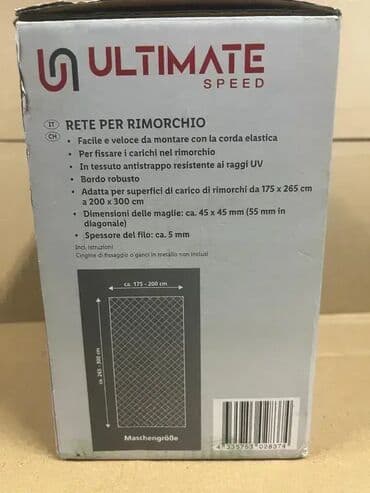 ULTIMATE
SPEED
IT
CH
RETE PER RIMORCHIO
• Facile e veloce da montare con la corda elastica
• Per fissare i carichi nel rimorchio
• In tessuto antistrappo resistente ai raggi UV
• Bordo robusto
• Adatta per superfici di carico di rimorchi da 175 x 265 cm
a 200 x 300 cm
• Dimensioni delle maglie: ca. 45 x 45 mm (55 mm in
diagonale)
• Spessore del filo: ca. 5 mm
Incl. istruzioni
Cinghie di fissaggio o ganci in metallo non inclusi
ca. 175 - 200 cm
ca. 265 - 300 cm
Maschengröße
4 335763 028374